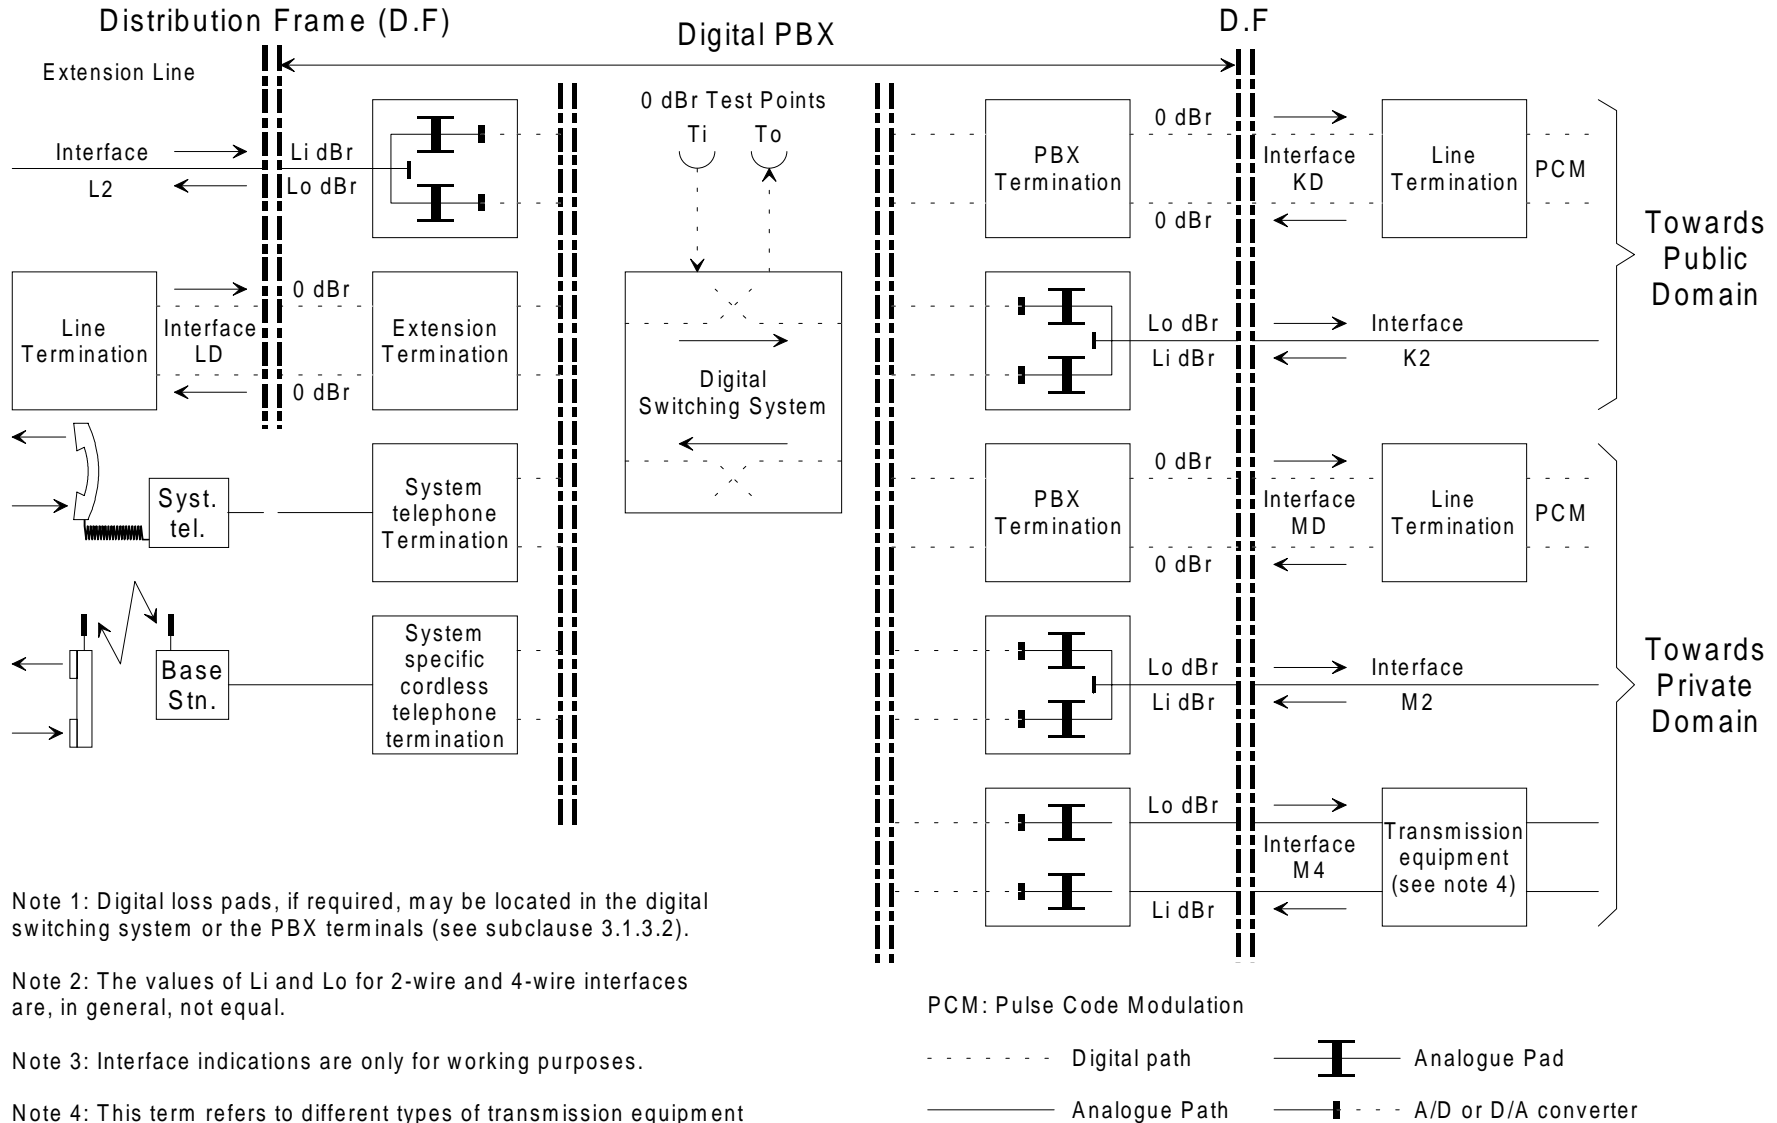 Distribution Frame (D.F)
Digital PBX
D.F
Extension Line
Interface
L2
Li dBr
Lo dBr
Line
Termination
Interface
LD
0 dBr
0 dBr
Extension
Termination
Syst.
tel.
System
telephone
Termination
Base
Stn.
System
specific
cordless
telephone
termination
0 dBr Test Points
Ti
To
Digital
Switching System
PBX
Termination
0 dBr
0 dBr
Interface
KD
Line
Termination
PCM
Lo dBr
Li dBr
Interface
K2
Towards
Public
Domain
PBX
Termination
0 dBr
0 dBr
Interface
MD
Line
Termination
PCM
Lo dBr
Li dBr
Interface
M2
Lo dBr
Li dBr
Interface
M4
Transmission
equipment
(see note 4)
Towards
Private
Domain
Note 1: Digital loss pads, if required, may be located in the digital
switching system or the PBX terminals (see subclause 3.1.3.2).
Note 2: The values of Li and Lo for 2-wire and 4-wire interfaces
are, in general, not equal.
Note 3: Interface indications are only for working purposes.
Note 4: This term refers to different types of transmission equipment
PCM: Pulse Code Modulation
Digital path
Analogue Pad
Analogue Path
A/D or D/A converter